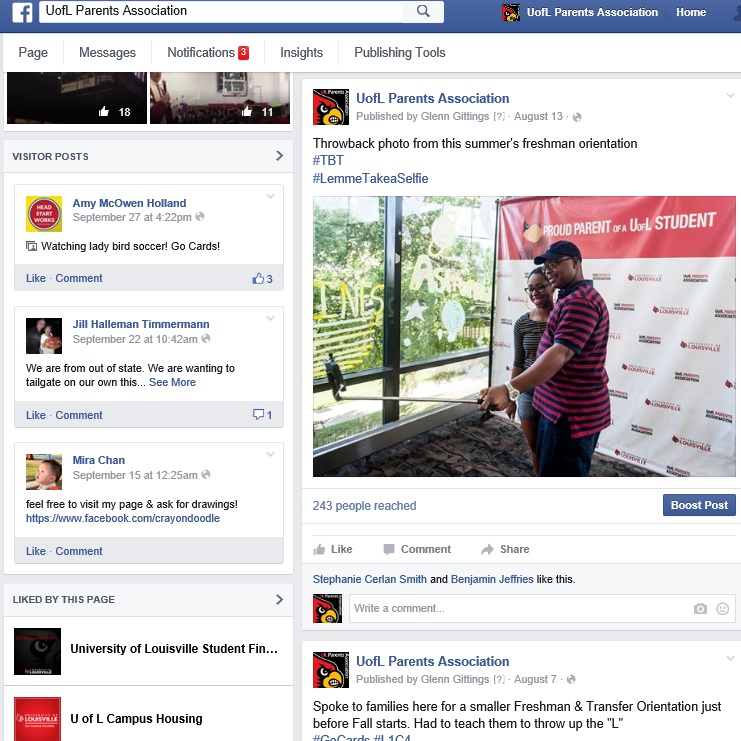 UofL Parents Association
UofL Parents Association
Home
Page
Messages
Notifications 3
Insights
Publishing Tools
18
11
VISITOR POSTS
Amy McOwen Holland
September 27 at 4:22pm
HEAD
START
WORKS
Watching lady bird soccer! Go Cards!
Like · Comment
3
Jill Halleman Timmermann
September 22 at 10:42am
We are from out of state. We are wanting to
tailgate on our own this... See More
Like · Comment
1
Mira Chan
September 15 at 12:25am
feel free to visit my page & ask for drawings!
https://www.facebook.com/crayondoodle
Like · Comment
LIKED BY THIS PAGE
University of Louisville Student Fin...
U of L Campus Housing
UofL Parents Association
Published by Glenn Gittings [?] · August 13 ·
Throwback photo from this summer's freshman orientation
#TBT
#LemmeTakeaSelfie
PROUD PARENT OF A UofL STUDENT
UNIVERSITY OF
LOUISVILLE
UofL PARENTS
ASSOCIATION
243 people reached
Boost Post
Like
Comment
Share
Stephanie Cerlan Smith and Benjamin Jeffries like this.
Write a comment...
UofL Parents Association
Published by Glenn Gittings [?] · August 7 ·
Spoke to families here for a smaller Freshman & Transfer Orientation just
before Fall starts. Had to teach them to throw up the "L"
#GoCards #L1C4